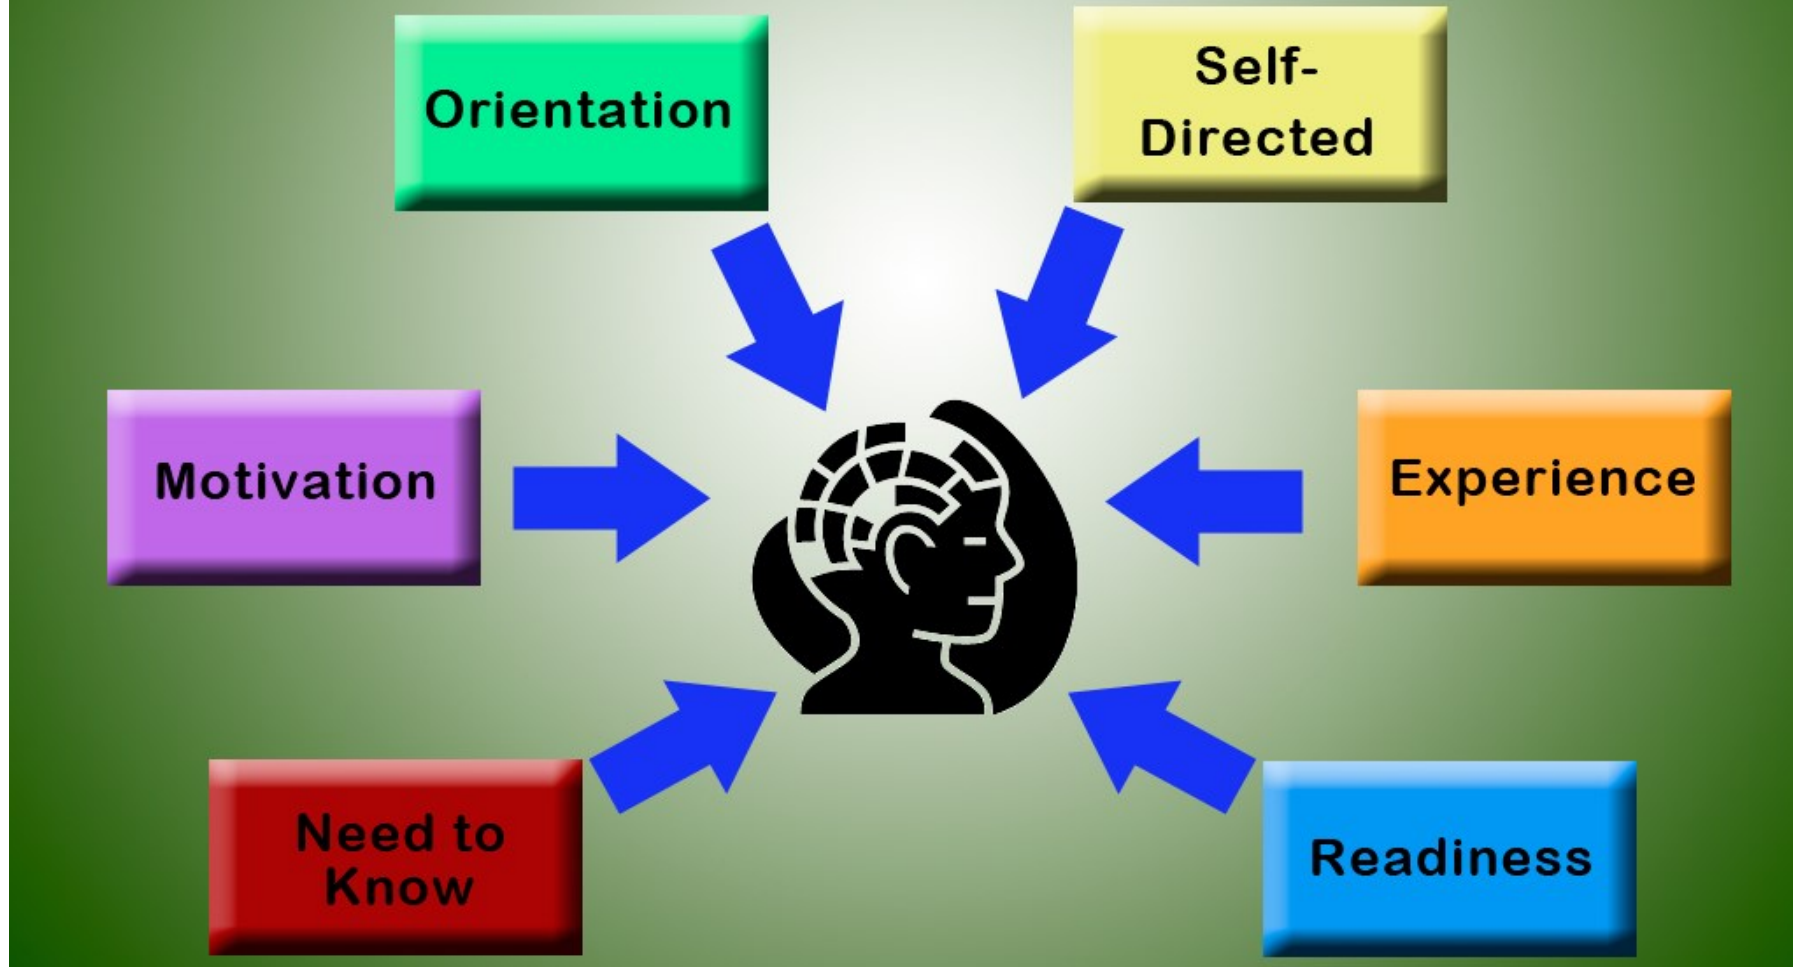 Orientation
Self-
Directed
Motivation
Experience
Need to
Know
Readiness